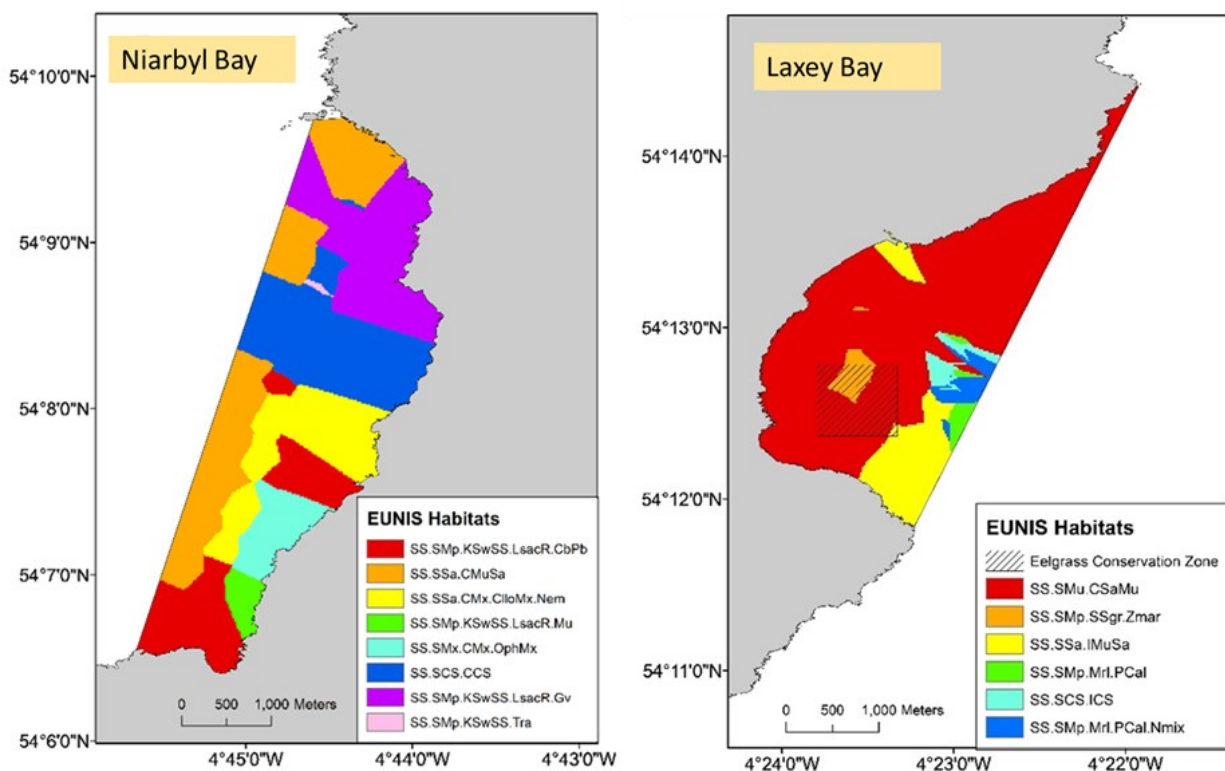 Niarbyl Bay
54°10'0"N
54°9'0"N
54°8'0"N
54°7'0"N
54°6'0"N
4°45'0"W
4°44'0"W
4°43'0"W
0 500 1,000 Meters
EUNIS Habitats
SS.SMp.KSwSS.LsacR.CbPb
SS.SSa.CMuSa
SS.SSa.CMx.ClloMx.Nem
SS.SMp.KSwSS.LsacR.Mu
SS.SMx.CMx.OphMx
SS.SCS.CCS
SS.SMp.KSwSS.LsacR.Gv
SS.SMp.KSwSS.Tra
Laxey Bay
54°14'0"N
54°13'0"N
54°12'0"N
54°11'0"N
4°24'0"W
4°23'0"W
4°22'0"W
0 500 1,000 Meters
EUNIS Habitats
Eelgrass Conservation Zone
SS.SMu.CSaMu
SS.SMp.SSgr.Zmar
SS.SSa.IMuSa
SS.SMp.Mrl.PCal
SS.SCS.ICS
SS.SMp.Mrl.PCal.Nmix